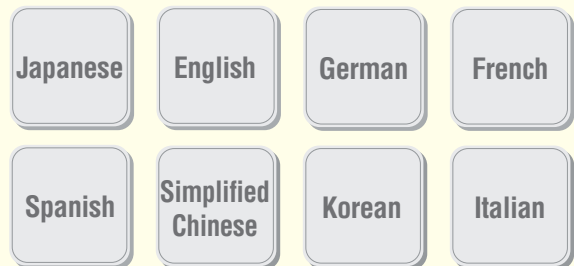 Japanese
English
German
French
Spanish
Simplified
Chinese
Korean
Italian